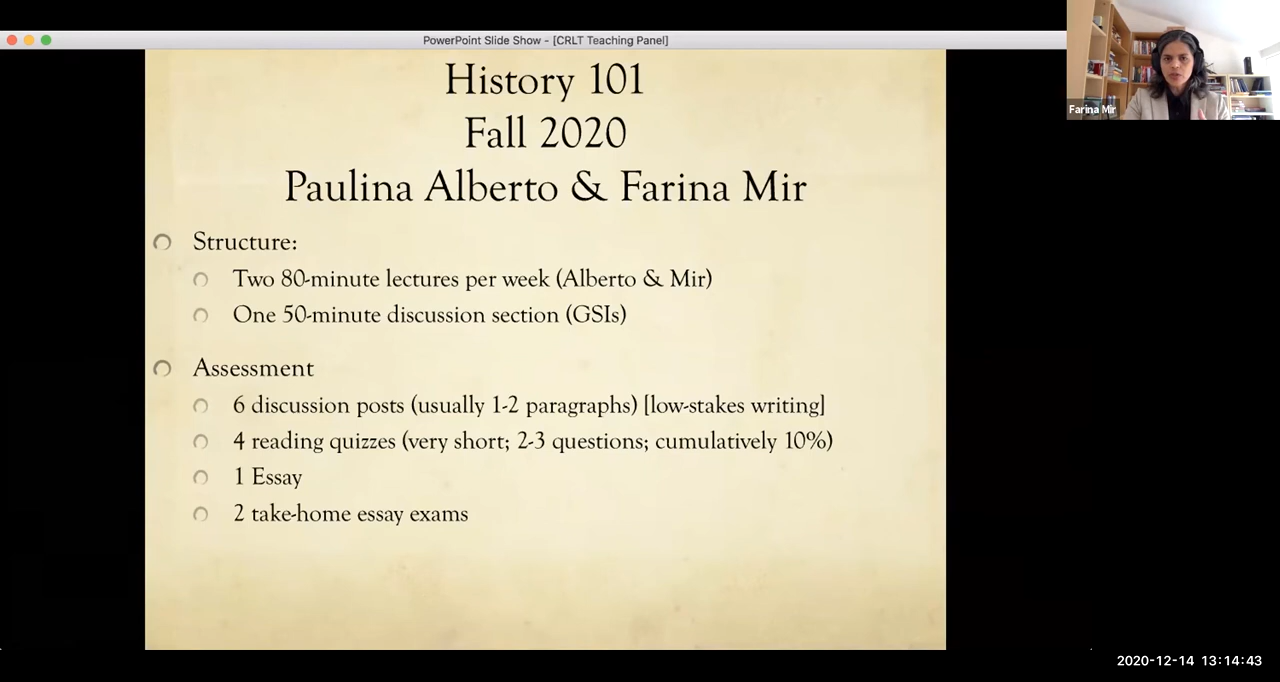 PowerPoint Slide Show - [CRLT Teaching Panel]
Farina Mir
History 101
Fall 2020
Paulina Alberto & Farina Mir
Structure:
Two 80-minute lectures per week (Alberto & Mir)
One 50-minute discussion section (GSIs)
Assessment
6 discussion posts (usually 1-2 paragraphs) [low-stakes writing]
4 reading quizzes (very short; 2-3 questions; cumulatively 10%)
1 Essay
2 take-home essay exams
2020-12-14 13:14:43